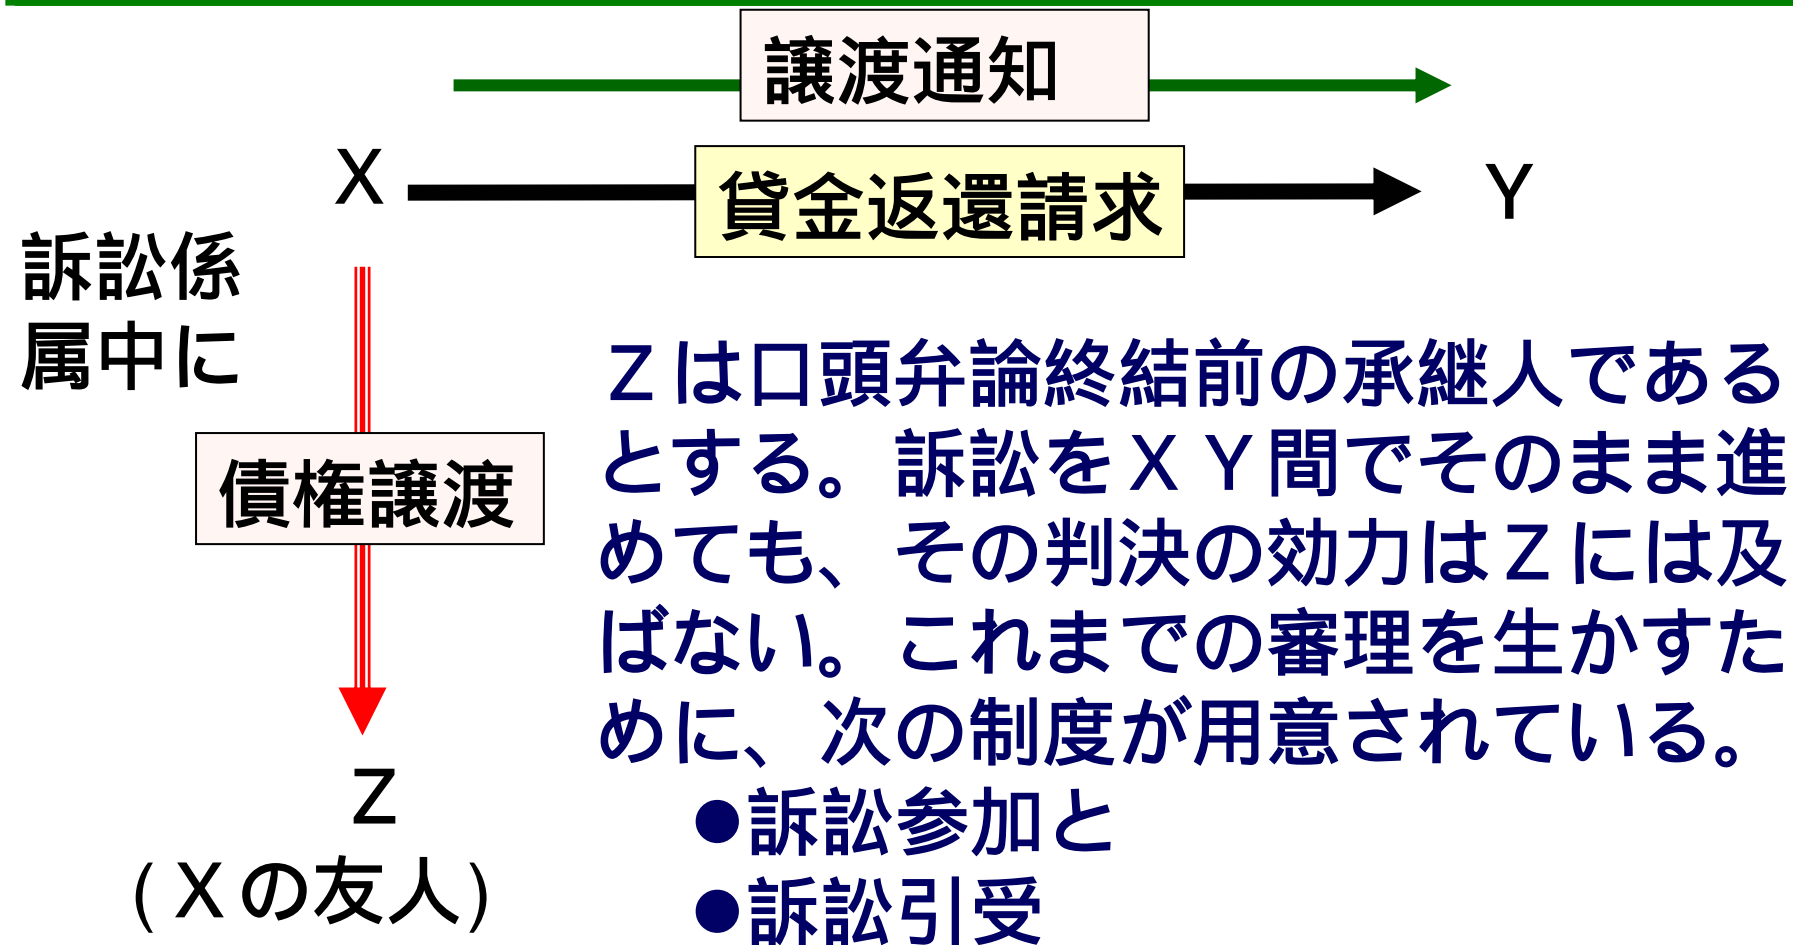 譲渡通知
X
貸金返還請求
Y
訴訟係
属中に
債権譲渡
Z
(Xの友人)
Zは口頭弁論終結前の承継人である
とする。訴訟をXY間でそのまま進
めても、その判決の効力はZには及
ばない。これまでの審理を生かすた
めに、次の制度が用意されている。
●訴訟参加と
●訴訟引受